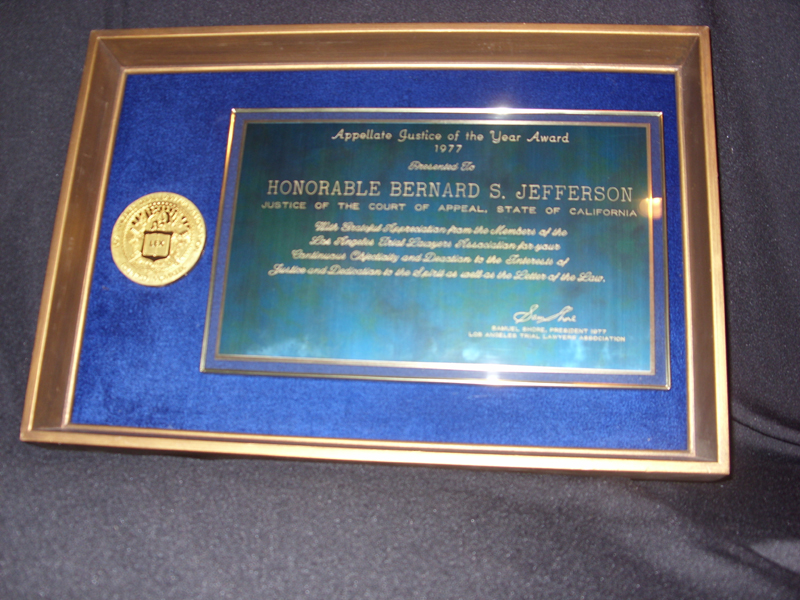 Appellate Justice of the Year Award
1977
Presented To
HONORABLE BERNARD S. JEFFERSON
JUSTICE OF THE COURT OF APPEAL, STATE OF CALIFORNIA
With Grateful Appreciation from the Members of the
Los Angeles Trial Lawyers Association for your
Continuous Objectivity and Devotion to the Interests of
Justice and Dedication to the Spirit as well as the Letter of the Law.
Sam Shore
SAMUEL SHORE, PRESIDENT 1977
LOS ANGELES TRIAL LAWYERS ASSOCIATION
LEX